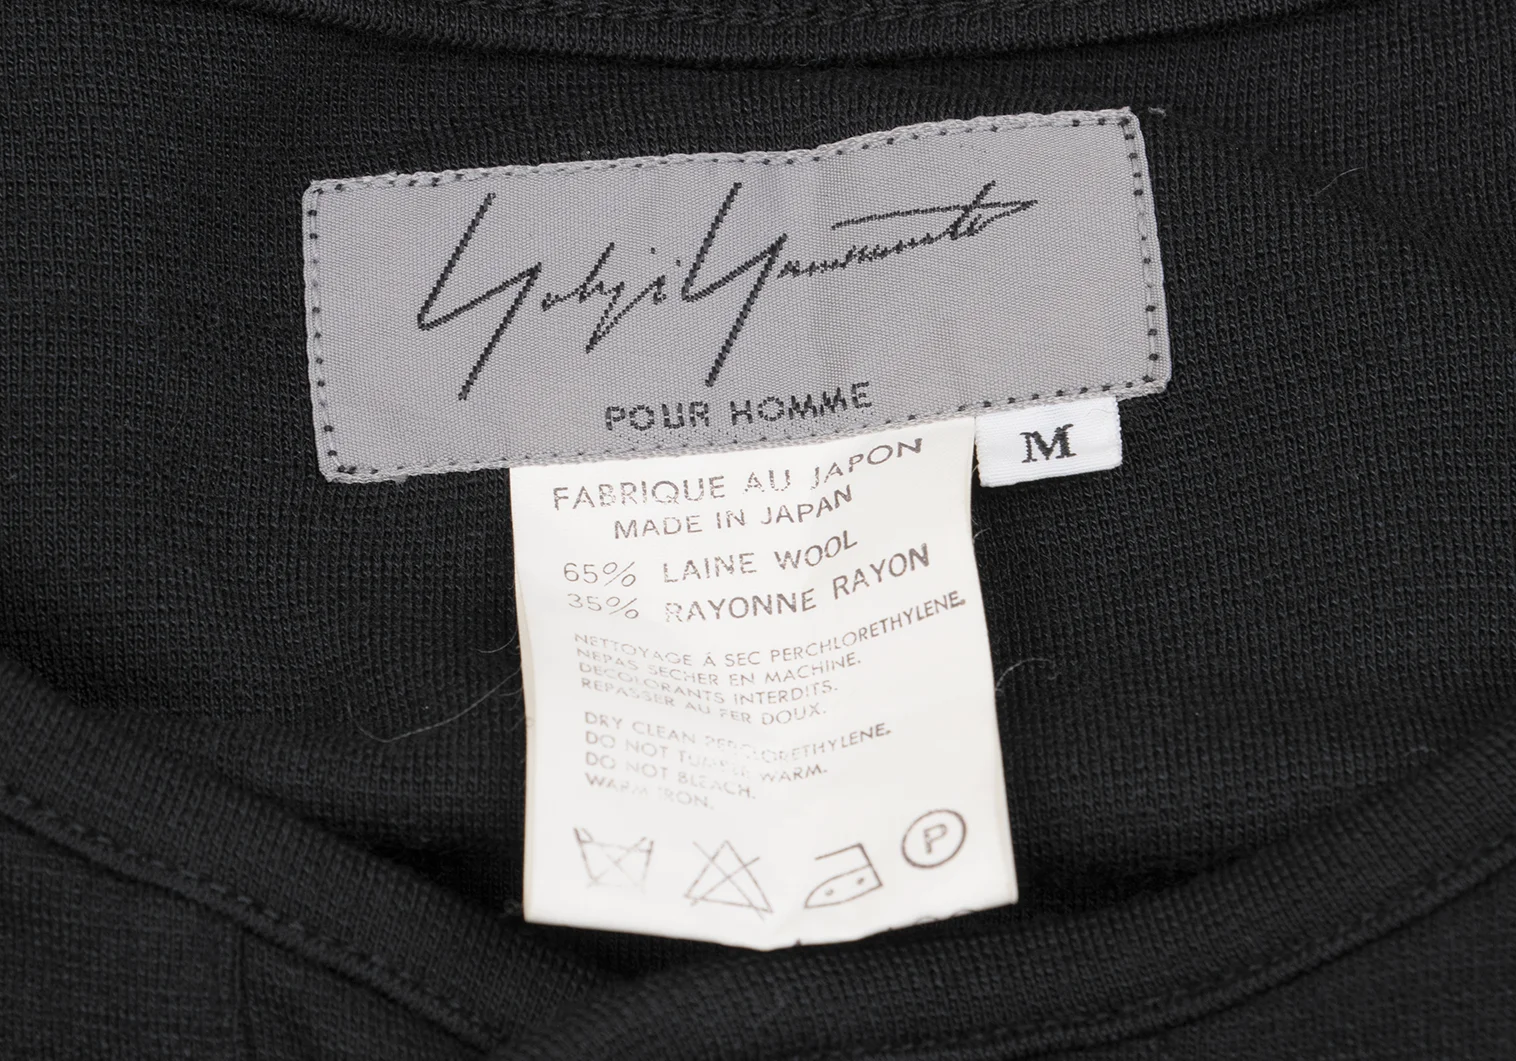 Yohji Yamamoto
POUR HOMME
M
FABRIQUE AU JAPON
MADE IN JAPAN
65% LAINE WOOL
35% RAYONNE RAYON
NETTOYAGE Á SEC PERCHLORETHYLENE.
NEPAS SECHER EN MACHINE.
DECOLORANTS INTERDITS.
REPASSER AU FER DOUX.
DRY CLEAN PERCLORETHYLENE.
DO NOT TUMBLE WARM.
DO NOT BLEACH.
WARM IRON.
P